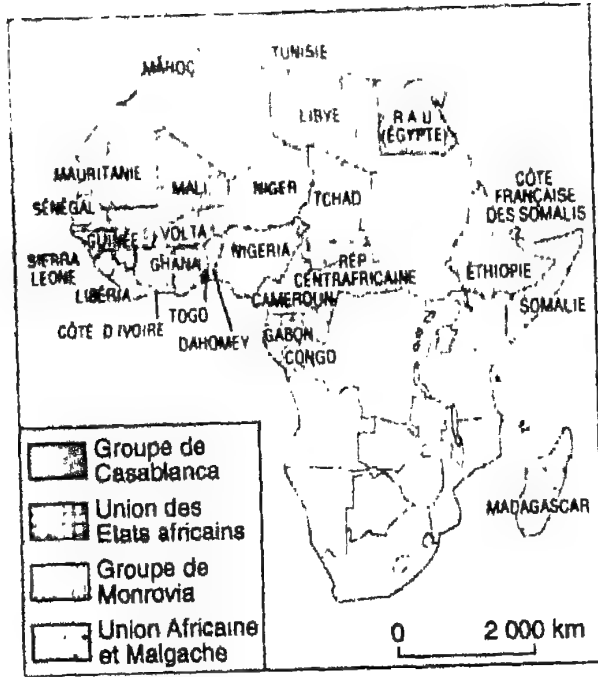 TUNISIE
MAROC
LIBYE
R A U
(ÉGYPTE)
MAURITANIE
MALI
NIGER
TCHAD
CÔTE
FRANÇAISE
DES SOMALIS
SÉNÉGAL
GUINÉE
VOLTA
NIGERIA
SIERRA
LEONE
GHANA
RÉP
CENTRAFRICAINE
ÉTHIOPIE
LIBÉRIA
CAMEROUN
SOMALIE
CÔTE D'IVOIRE
TOGO
DAHOMEY
GABON
CONGO
MADAGASCAR
Groupe de
Casablanca
Union des
Etats africains
Groupe de
Monrovia
Union Africaine
et Malgache
0 2 000 km